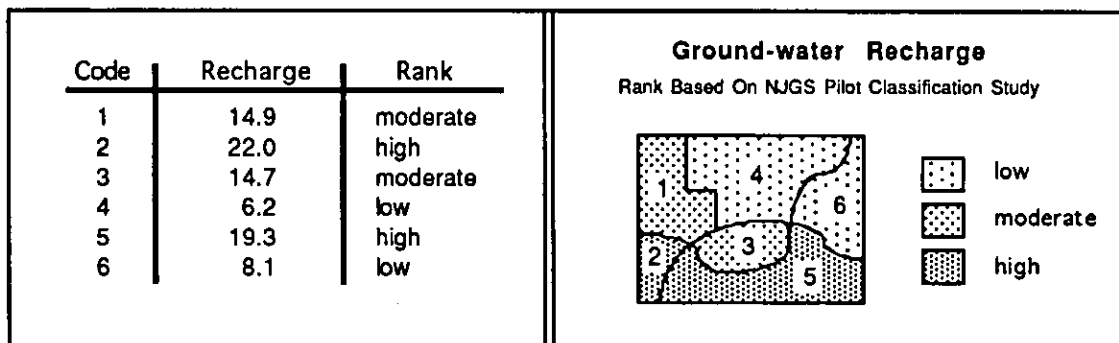 Code Recharge Rank
1 14.9 moderate
2 22.0 high
3 14.7 moderate
4 6.2 low
5 19.3 high
6 8.1 low
Ground-water Recharge
Rank Based On NJGS Pilot Classification Study
1
4
6
2
3
5
low
moderate
high